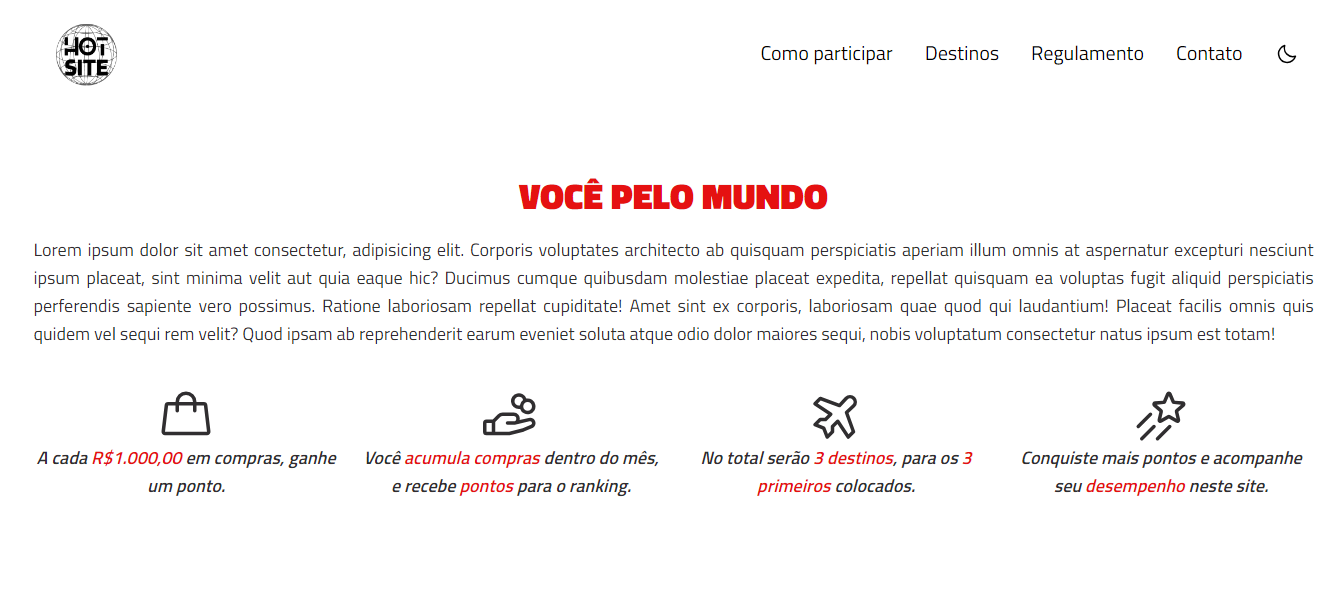 HOT
SITE
Como participar Destinos Regulamento Contato
VOCÊ PELO MUNDO
Lorem ipsum dolor sit amet consectetur, adipisicing elit. Corporis voluptates architecto ab quisquam perspiciatis aperiam illum omnis at aspernatur excepturi nesciunt
ipsum placeat, sint minima velit aut quia eaque hic? Ducimus cumque quibusdam molestiae placeat expedita, repellat quisquam ea voluptas fugit aliquid perspiciatis
perferendis sapiente vero possimus. Ratione laboriosam repellat cupiditate! Amet sint ex corporis, laboriosam quae quod qui laudantium! Placeat facilis omnis quis
quidem vel sequi rem velit? Quod ipsam ab reprehenderit earum eveniet soluta atque odio dolor maiores sequi, nobis voluptatum consectetur natus ipsum est totam!
A cada R$1.000,00 em compras, ganhe
um ponto.
Você acumula compras dentro do mês,
e recebe pontos para o ranking.
No total serão 3 destinos, para os 3
primeiros colocados.
Conquiste mais pontos e acompanhe
seu desempenho neste site.